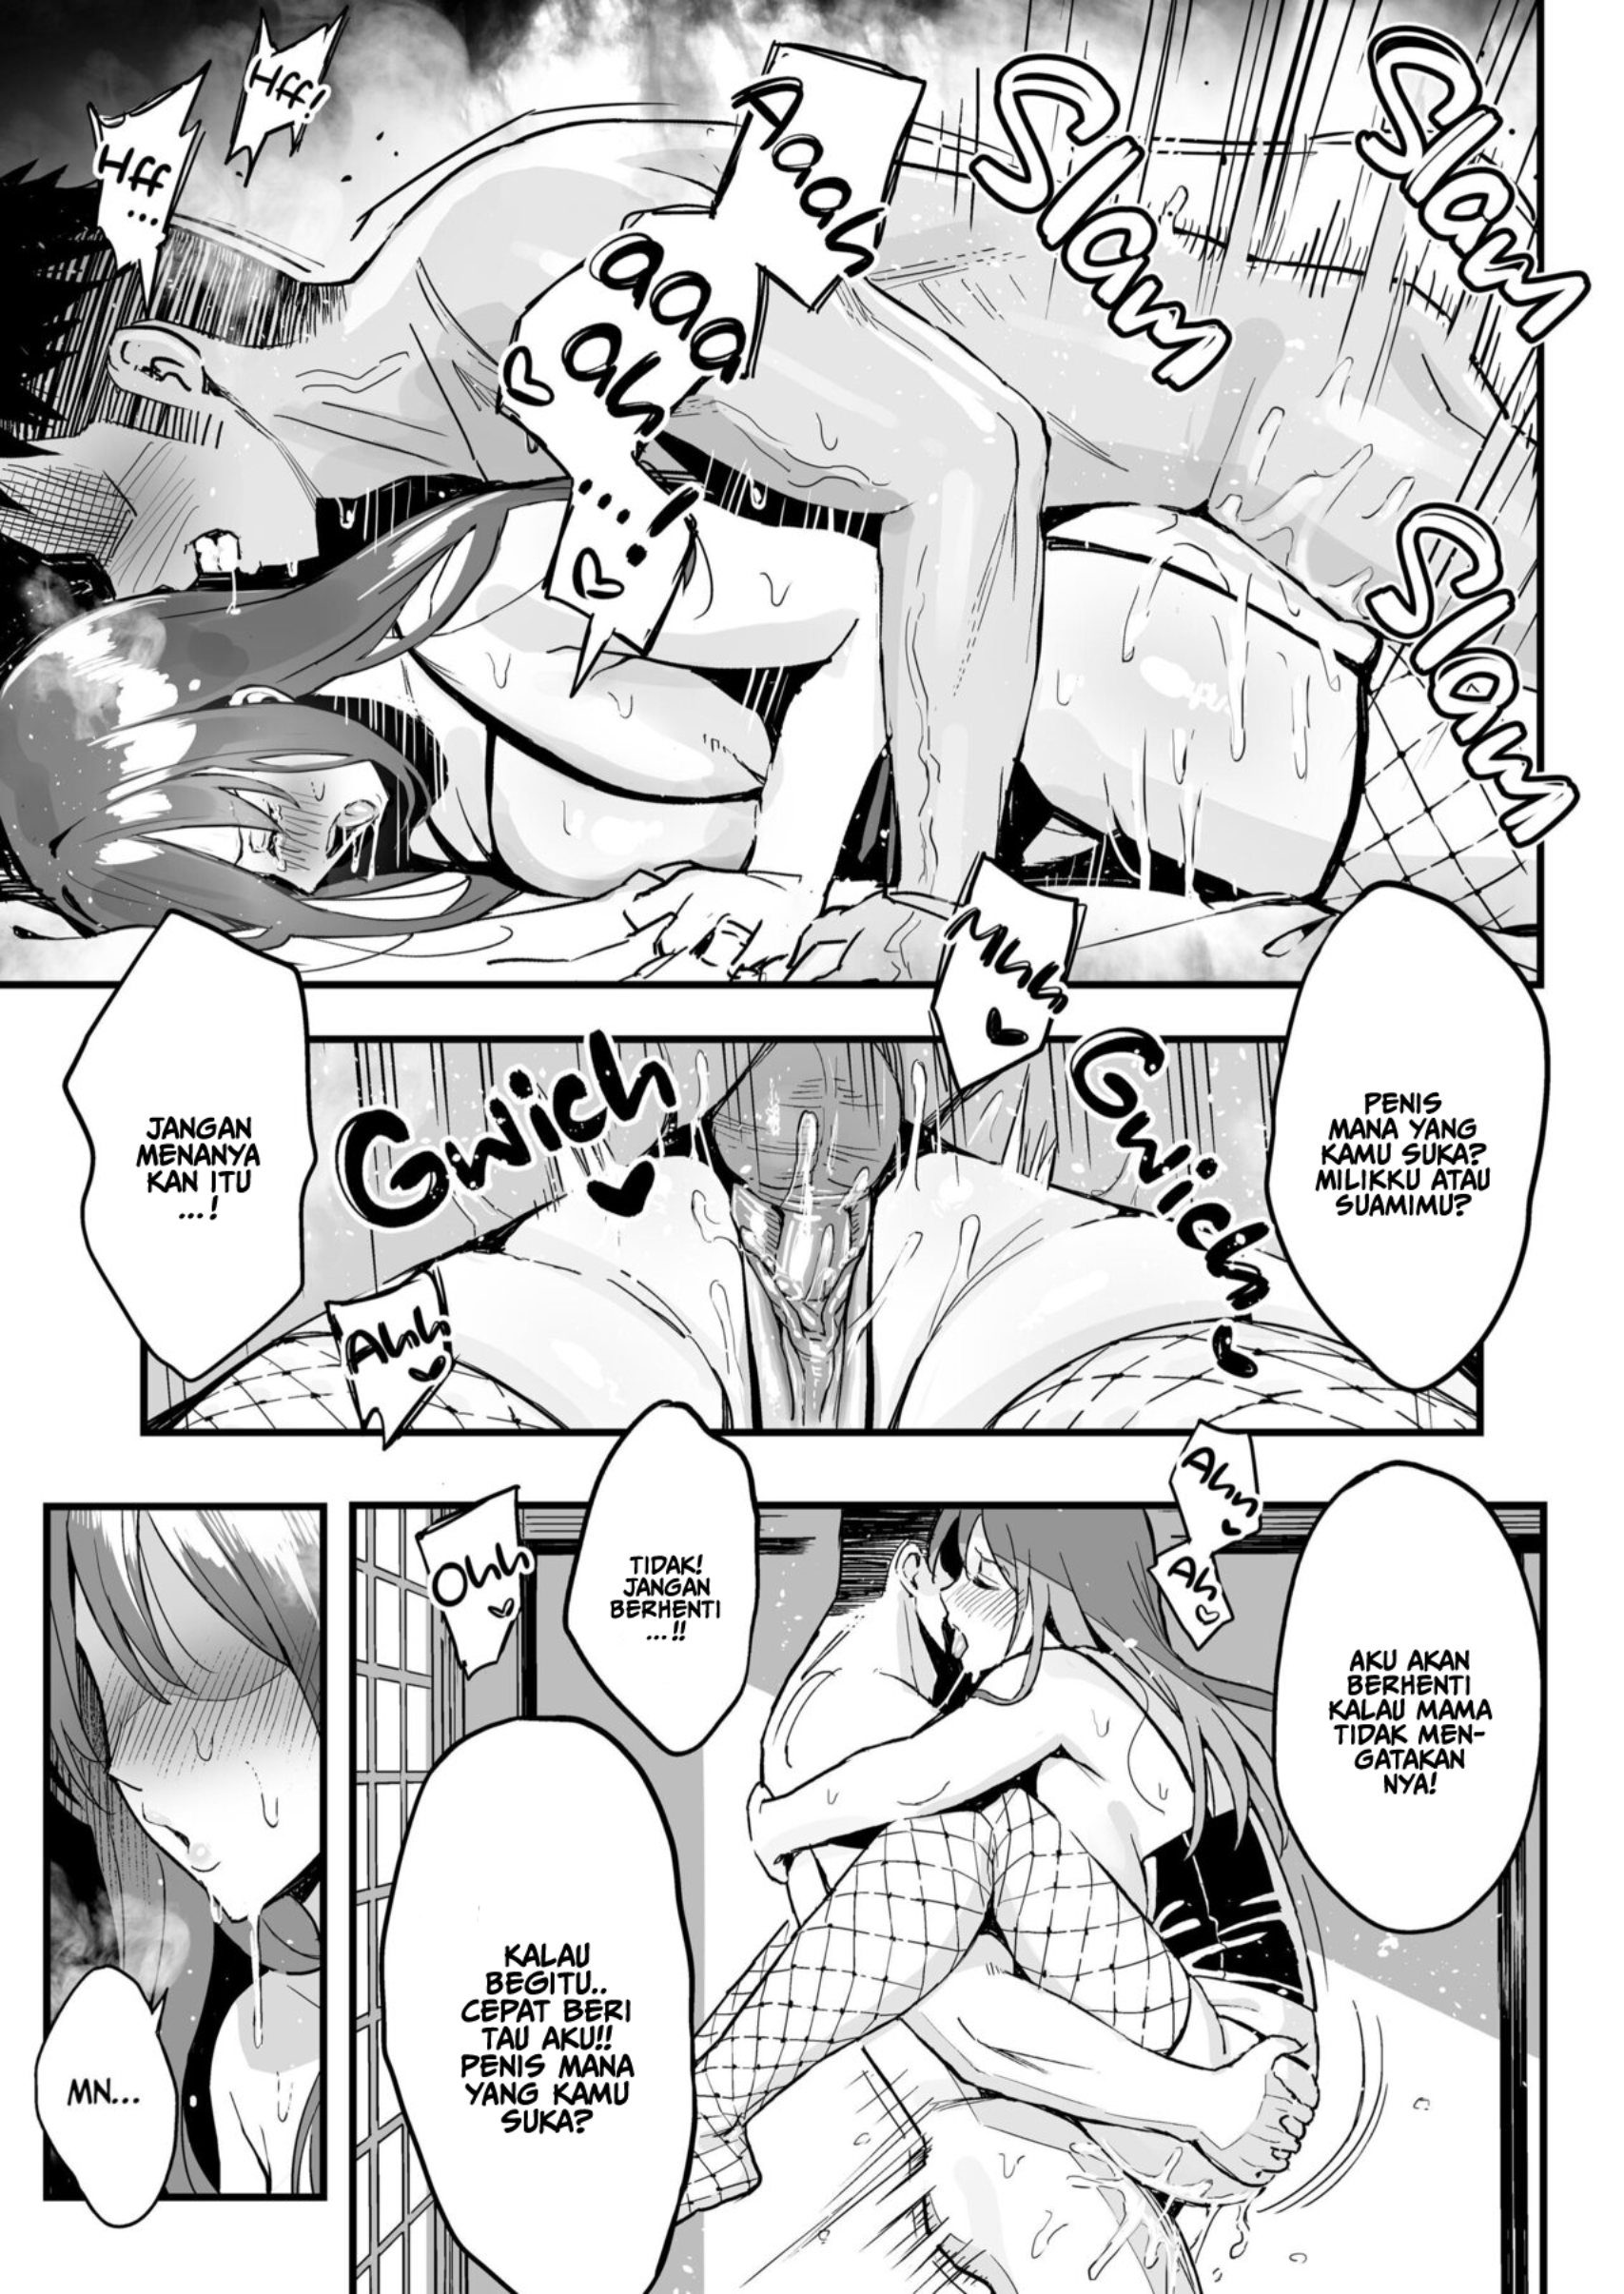 Slam
Slam
Aaah
aaaa
ah
...!
Hff!
Hff
...
Slam
Mhh
PENIS
MANA YANG
KAMU SUKA?
MILIKKU ATAU
SUAMIMU?
Gwich
Gwich
JANGAN
MENANYA
KAN ITU
...!
Ahh
Ahh
Ah
AKU AKAN
BERHENTI
KALAU MAMA
TIDAK MEN-
GATAKAN
NYA!
TIDAK!
JANGAN
BERHENTI
...!!
Ohh
KALAU
BEGITU..
CEPAT BERI
TAU AKU!!
PENIS MANA
YANG KAMU
SUKA?
MN...